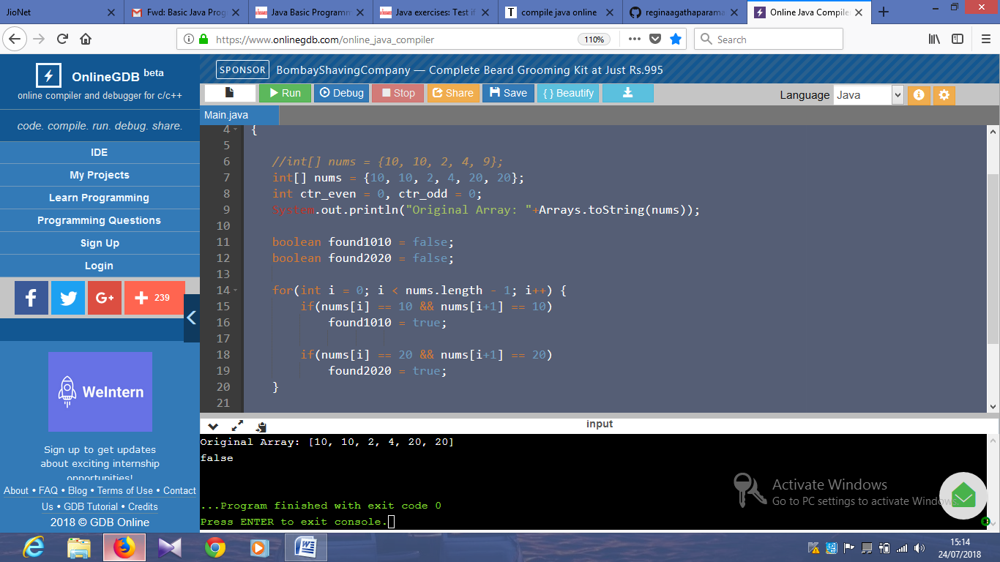 JioNet
Fwd: Basic Java Prog
Java Basic Programm
Java exercises: Test if
compile java online
reginaagathaparama
Online Java Compiler
https://www.onlinegdb.com/online_java_compiler
110%
Search
OnlineGDB beta
online compiler and debugger for c/c++
code. compile. run. debug. share.
IDE
My Projects
Learn Programming
Programming Questions
Sign Up
Login
f
G+
+ 239
WeIntern
Sign up to get updates
about exciting internship
opportunities!
About • FAQ • Blog • Terms of Use • Contact
Us • GDB Tutorial • Credits
2018 © GDB Online
SPONSOR BombayShavingCompany — Complete Beard Grooming Kit at Just Rs.995
Run Debug Stop Share Save { } Beautify
Language Java
Main.java
4 {
5
6 //int[] nums = {10, 10, 2, 4, 9};
7 int[] nums = {10, 10, 2, 4, 20, 20};
8 int ctr_even = 0, ctr_odd = 0;
9 System.out.println("Original Array: "+Arrays.toString(nums));
10
11 boolean found1010 = false;
12 boolean found2020 = false;
13
14 for(int i = 0; i < nums.length - 1; i++) {
15 if(nums[i] == 10 && nums[i+1] == 10)
16 found1010 = true;
17
18 if(nums[i] == 20 && nums[i+1] == 20)
19 found2020 = true;
20 }
21
input
Original Array: [10, 10, 2, 4, 20, 20]
false
...Program finished with exit code 0
Press ENTER to exit console.
Activate Windows
Go to PC settings to activate Windows.
15:14
24/07/2018